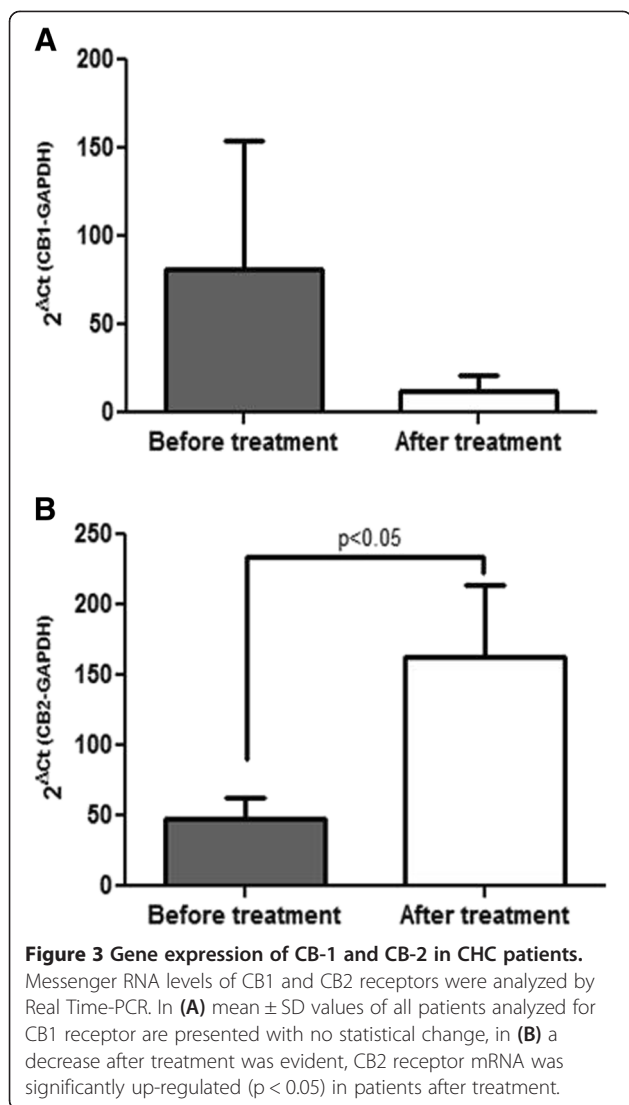 A
200
150
100
50
0
2^ΔCt (CB1-GAPDH)
Before treatment After treatment
B
p<0.05
250
200
150
100
50
0
2^ΔCt (CB2-GAPDH)
Before treatment After treatment
Figure 3 Gene expression of CB-1 and CB-2 in CHC patients.
Messenger RNA levels of CB1 and CB2 receptors were analyzed by
Real Time-PCR. In (A) mean ± SD values of all patients analyzed for
CB1 receptor are presented with no statistical change, in (B) a
decrease after treatment was evident, CB2 receptor mRNA was
significantly up-regulated (p < 0.05) in patients after treatment.